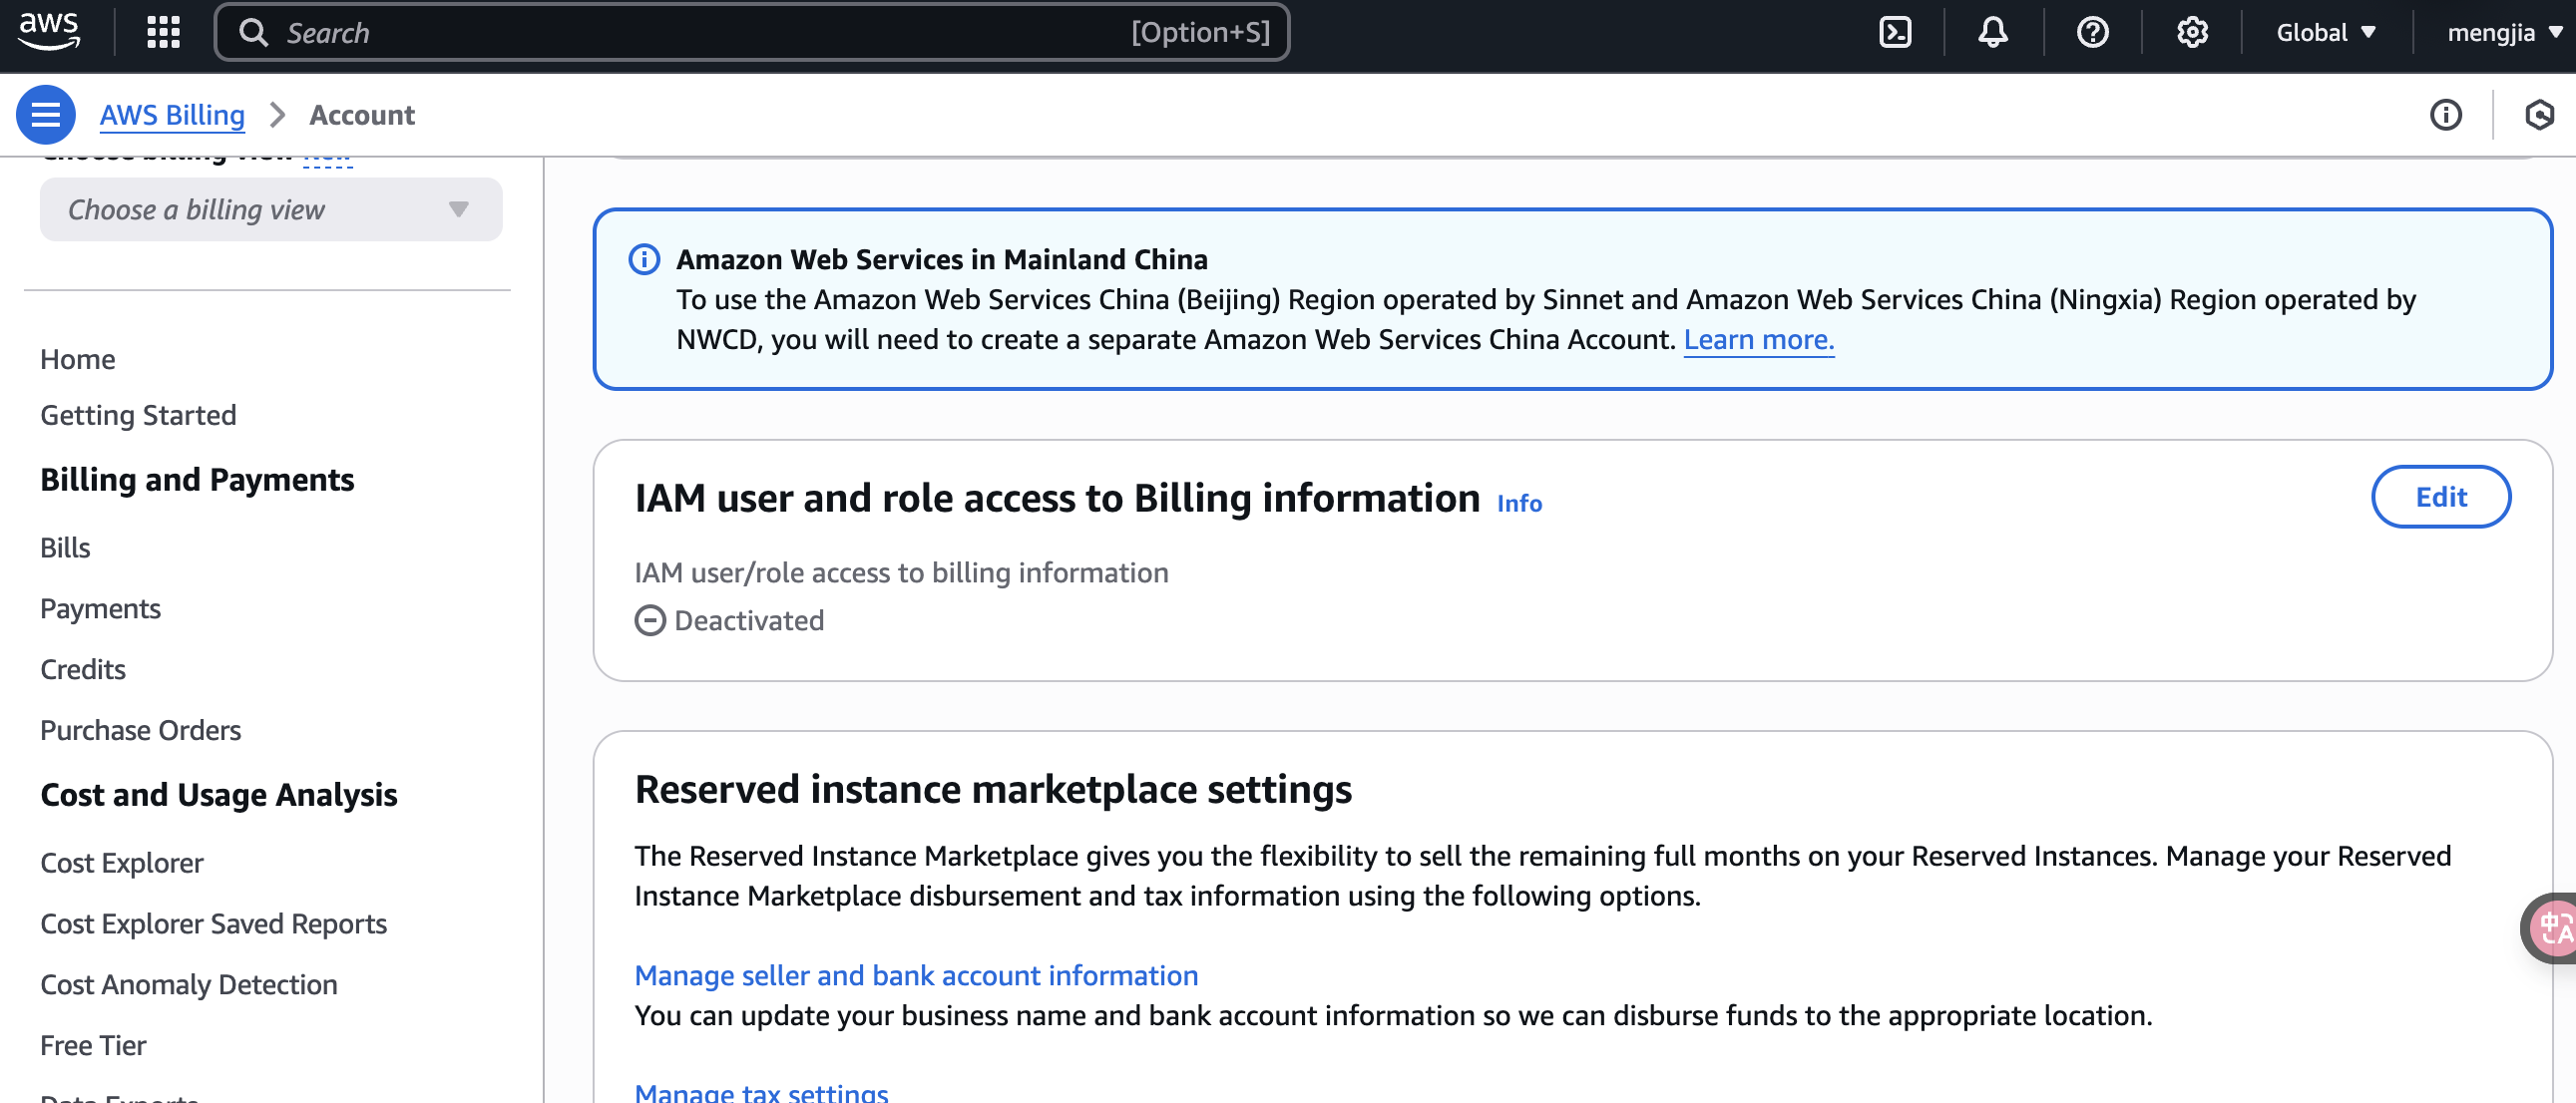 aws
Search [Option+S]
Global
mengjia
AWS Billing
Account
Choose billing view New
Choose a billing view
Home
Getting Started
Billing and Payments
Bills
Payments
Credits
Purchase Orders
Cost and Usage Analysis
Cost Explorer
Cost Explorer Saved Reports
Cost Anomaly Detection
Free Tier
Data Exports
Amazon Web Services in Mainland China
To use the Amazon Web Services China (Beijing) Region operated by Sinnet and Amazon Web Services China (Ningxia) Region operated by
NWCD, you will need to create a separate Amazon Web Services China Account. Learn more.
IAM user and role access to Billing information Info
Edit
IAM user/role access to billing information
Deactivated
Reserved instance marketplace settings
The Reserved Instance Marketplace gives you the flexibility to sell the remaining full months on your Reserved Instances. Manage your Reserved
Instance Marketplace disbursement and tax information using the following options.
Manage seller and bank account information
You can update your business name and bank account information so we can disburse funds to the appropriate location.
Manage tax settings
中A